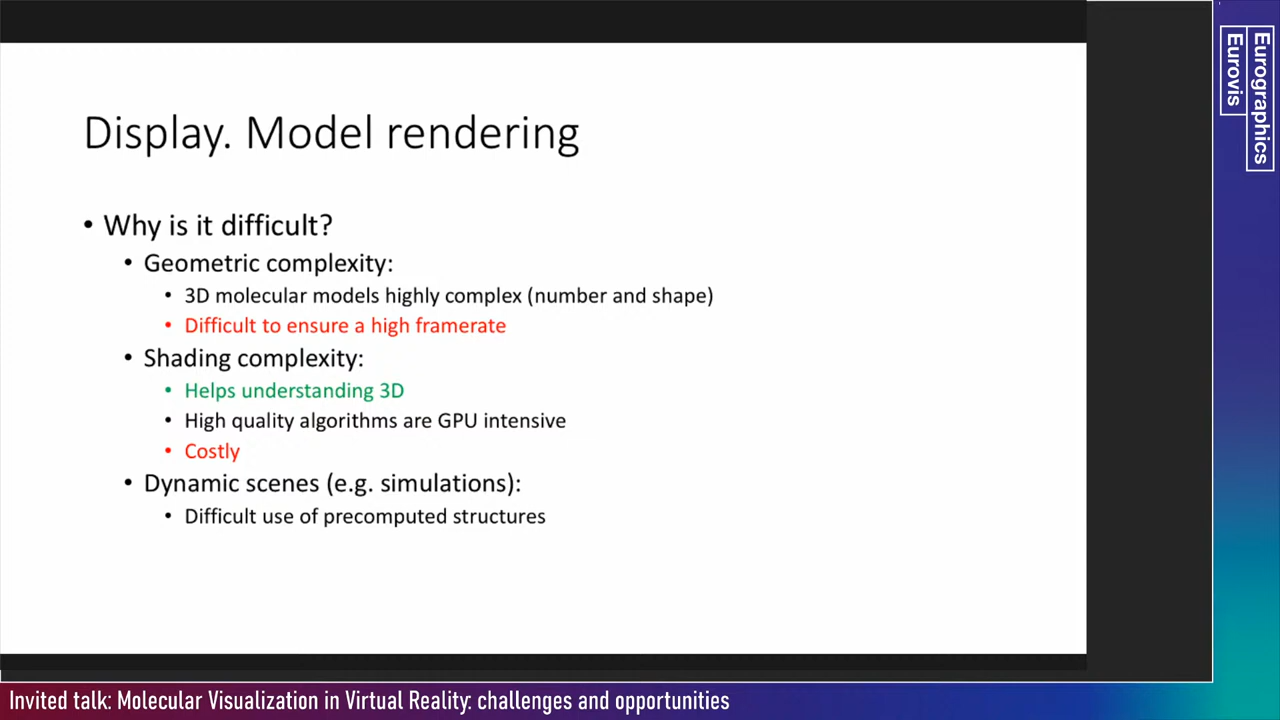 Display. Model rendering
• Why is it difficult?
• Geometric complexity:
• 3D molecular models highly complex (number and shape)
• Difficult to ensure a high framerate
• Shading complexity:
• Helps understanding 3D
• High quality algorithms are GPU intensive
• Costly
• Dynamic scenes (e.g. simulations):
• Difficult use of precomputed structures
Eurographics
Eurovis
Invited talk: Molecular Visualization in Virtual Reality: challenges and opportunities